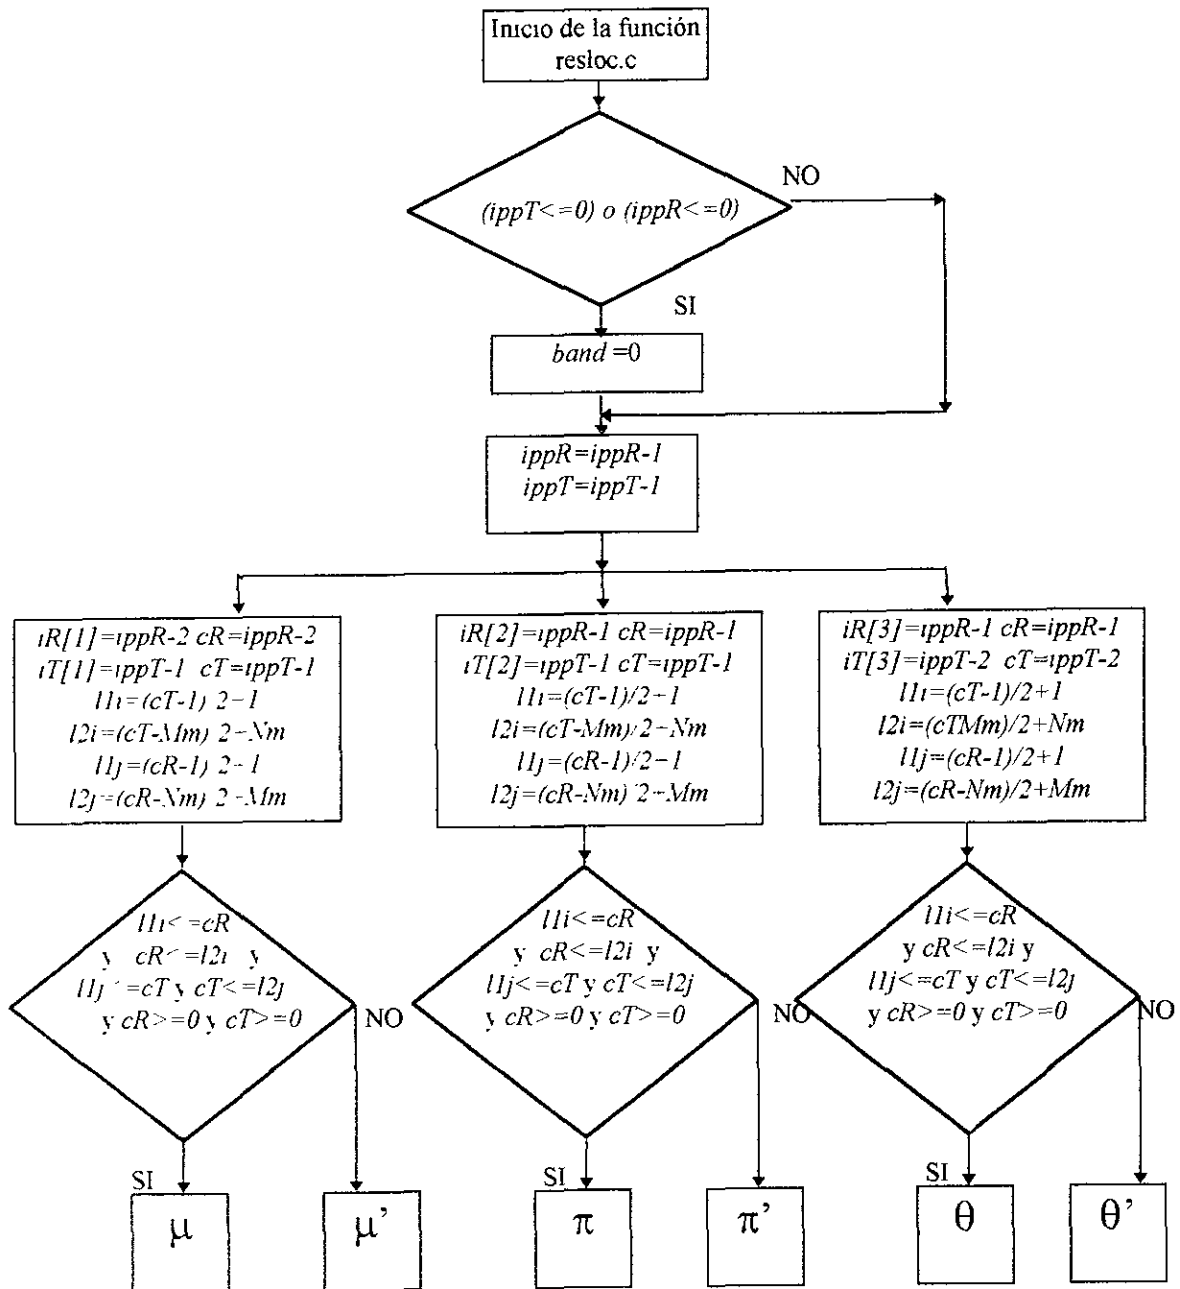 Inicio de la función
resloc.c
(ippT<=0) o (ippR<=0)
NO
SI
band =0
ippR=ippR-1
ippT=ippT-1
iR[1]=ippR-2 cR=ippR-2
iT[1]=ippT-1 cT=ippT-1
l1i=(cT-1) 2-1
l2i=(cT-Mm) 2-Nm
l1j=(cR-1) 2-1
l2j=(cR-Nm) 2-Mm
iR[2]=ippR-1 cR=ippR-1
iT[2]=ippT-1 cT=ippT-1
l1i=(cT-1)/2+1
l2i=(cT-Mm)/2-Nm
l1j=(cR-1)/2-1
l2j=(cR-Nm) 2-Mm
iR[3]=ippR-1 cR=ippR-1
iT[3]=ippT-2 cT=ippT-2
l1i=(cT-1)/2+1
l2i=(cTMm)/2+Nm
l1j=(cR-1)/2+1
l2j=(cR-Nm)/2+Mm
l1i<=cR
y cR<=l2i y
l1j<=cT y cT<=l2j
y cR>=0 y cT>=0
NO
SI
l1i<=cR
y cR<=l2i y
l1j<=cT y cT<=l2j
y cR>=0 y cT>=0
NO
SI
l1i<=cR
y cR<=l2i y
l1j<=cT y cT<=l2j
y cR>=0 y cT>=0
NO
SI
μ
μ’
π
π’
θ
θ’